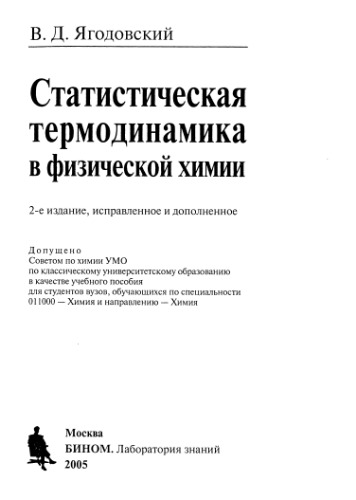 В. Д. Ягодовский
Статистическая
термодинамика
в физической химии
2-е издание, исправленное и дополненное
Допущено
Советом по химии УМО
по классическому университетскому образованию
в качестве учебного пособия
для студентов вузов, обучающихся по специальности
011000 — Химия и направлению — Химия
Москва
БИНОМ. Лаборатория знаний
2005